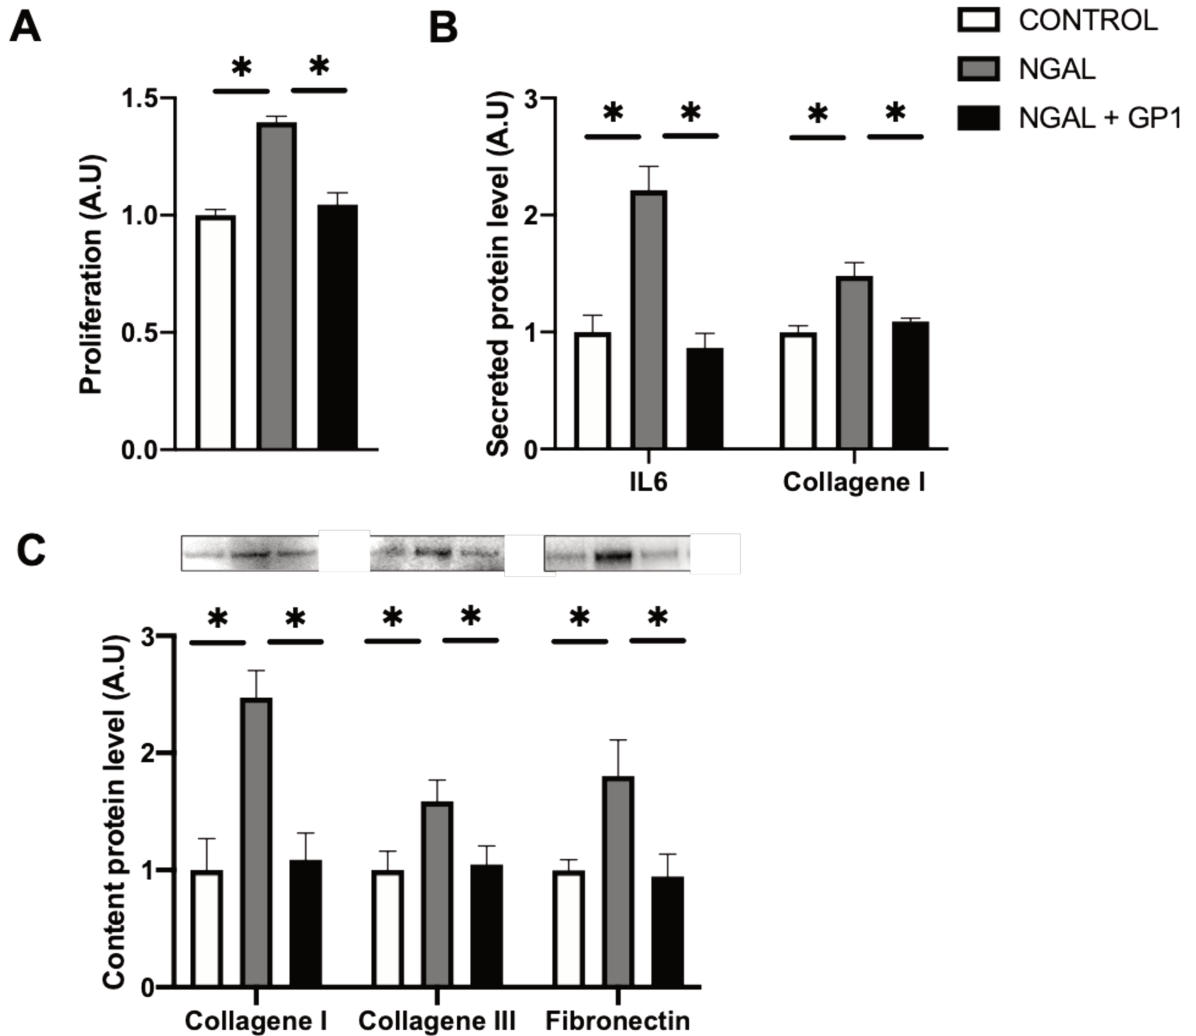 A
B
CONTROL
NGAL
NGAL + GP1
* *
1.5
1.0
0.5
0.0
Proliferation (A.U)
* * * *
3
2
1
0
Secreted protein level (A.U)
IL6 Collagene I
C
* * * * * *
3
2
1
0
Content protein level (A.U)
Collagene I Collagene III Fibronectin